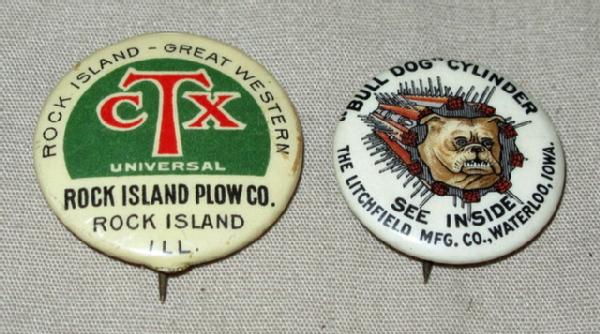 ROCK ISLAND - GREAT WESTERN
CTX
UNIVERSAL
ROCK ISLAND PLOW CO.
ROCK ISLAND
ILL.
"BULL DOG" CYLINDER
SEE INSIDE
THE LITCHFIELD MFG. CO., WATERLOO, IOWA.